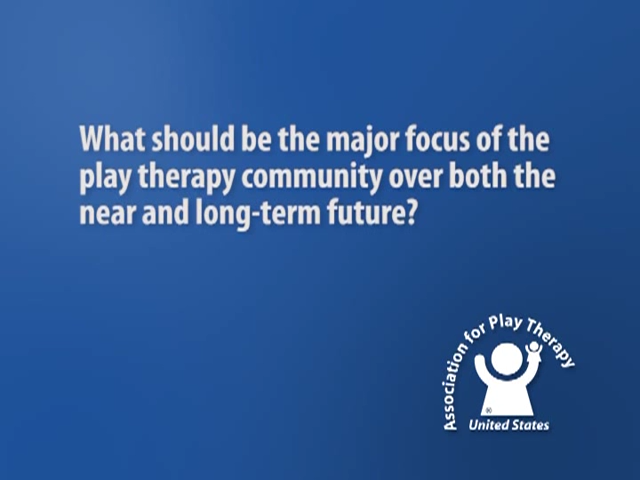 What should be the major focus of the
play therapy community over both the
near and long-term future?
Association for Play Therapy
®
United States